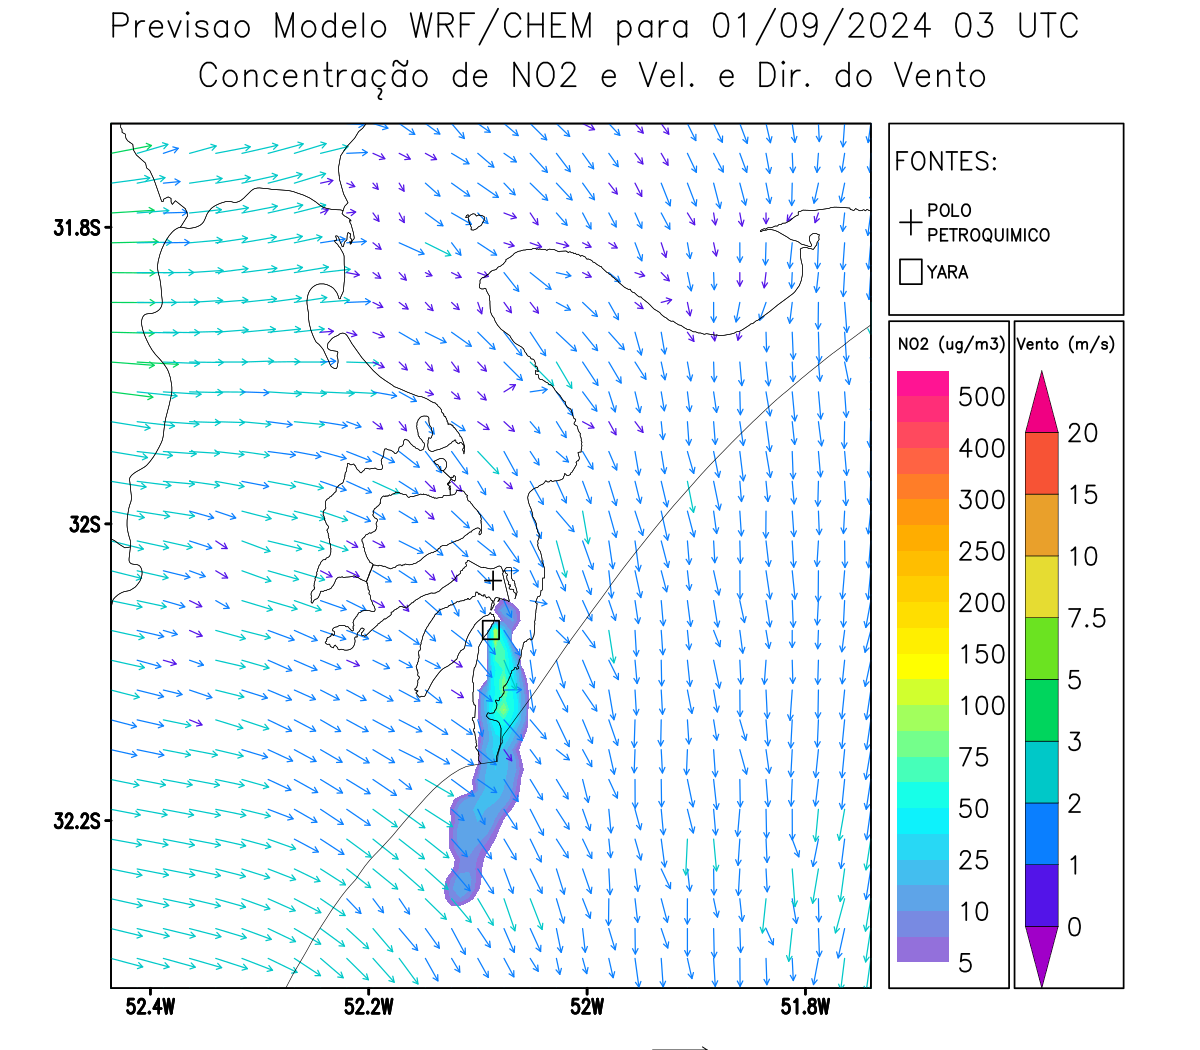 Previsao Modelo WRF/CHEM para 01/09/2024 03 UTC
Concentração de NO2 e Vel. e Dir. do Vento
FONTES:
POLO
PETROQUIMICO
YARA
NO2 (ug/m3)
500
400
300
250
200
150
100
75
50
25
10
5
Vento (m/s)
20
15
10
7.5
5
3
2
1
0
31.8S
32S
32.2S
52.4W
52.2W
52W
51.8W